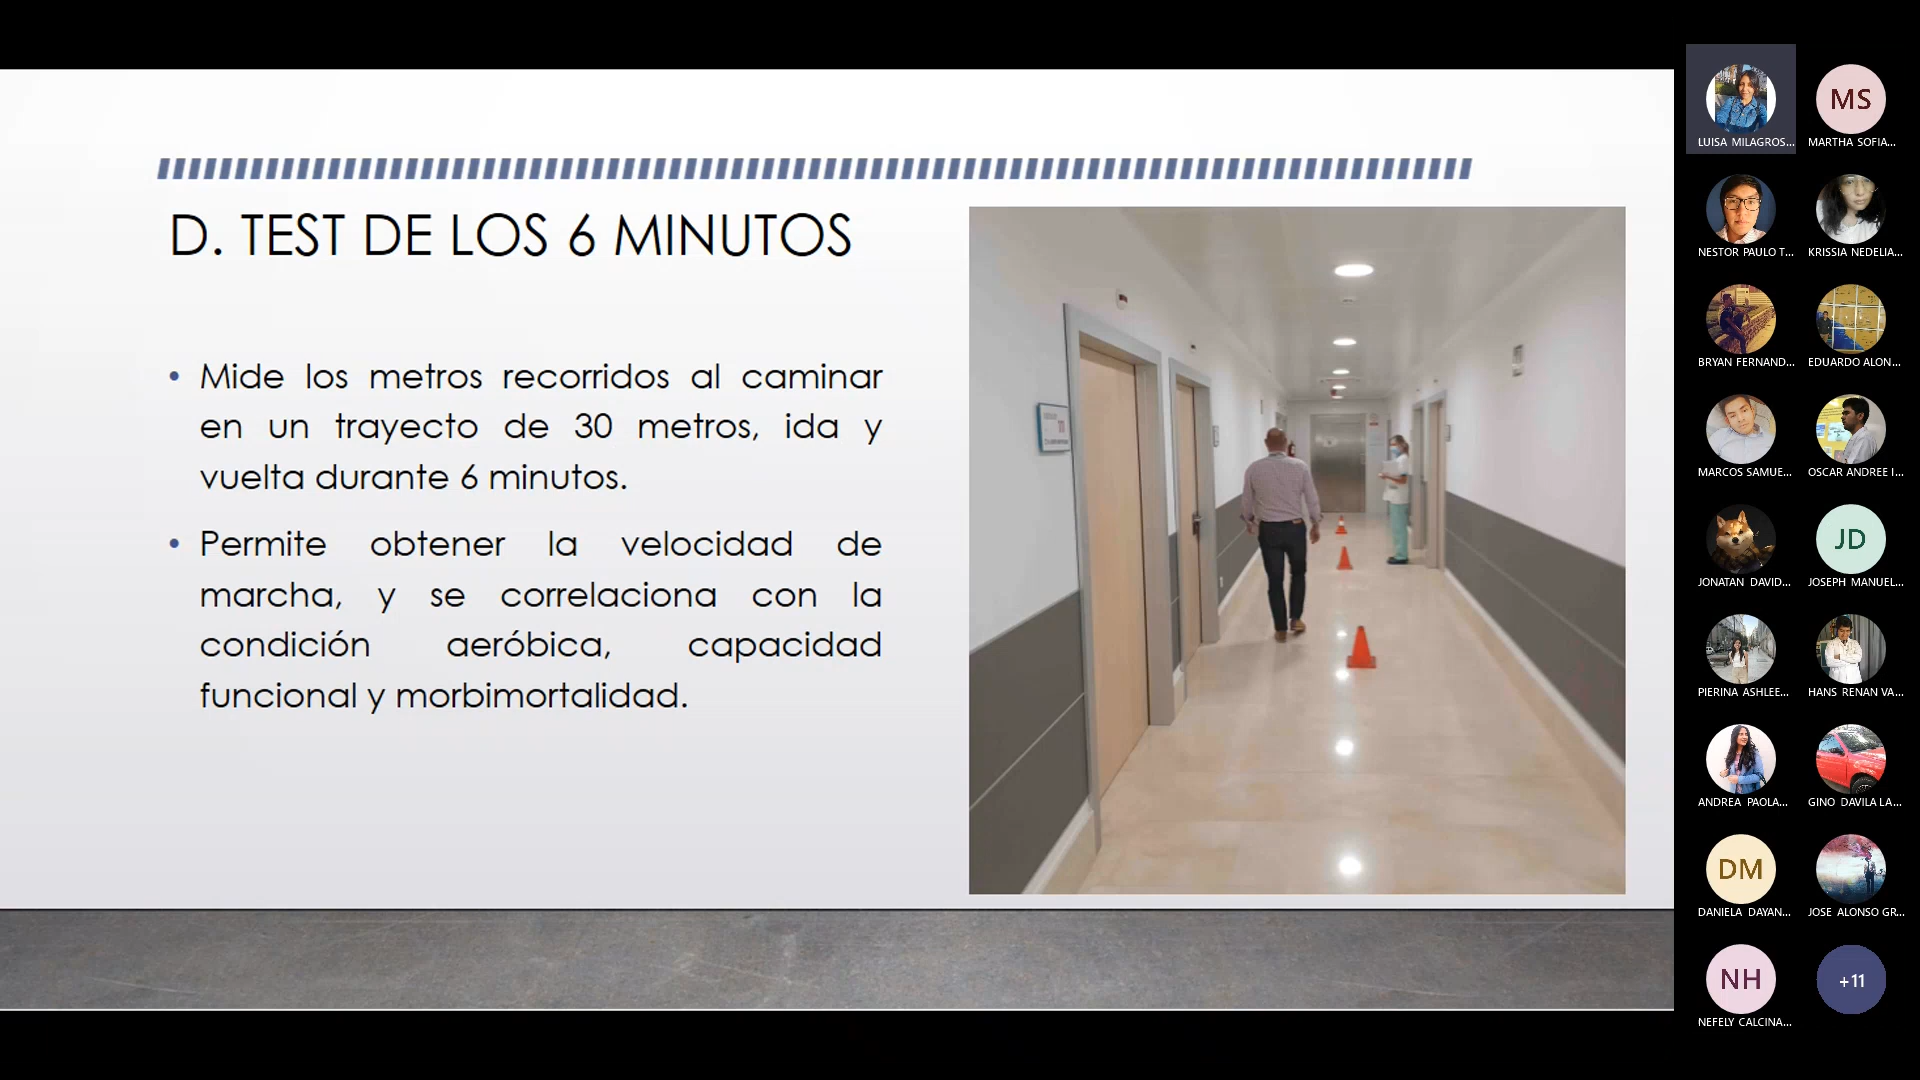 D. TEST DE LOS 6 MINUTOS
• Mide los metros recorridos al caminar
en un trayecto de 30 metros, ida y
vuelta durante 6 minutos.
• Permite obtener la velocidad de
marcha, y se correlaciona con la
condición aeróbica, capacidad
funcional y morbimortalidad.
LUISA MILAGROS...
MS
MARTHA SOFIA...
NESTOR PAULO T...
KRISSIA NEDELIA...
BRYAN FERNAND...
EDUARDO ALON...
MARCOS SAMUE...
OSCAR ANDREE I...
JONATAN DAVID...
JD
JOSEPH MANUEL...
PIERINA ASHLEE...
HANS RENAN VA...
ANDREA PAOLA...
GINO DAVILA LA...
DM
DANIELA DAYAN...
JOSE ALONSO GR...
NH
NEFELY CALCINA...
+11